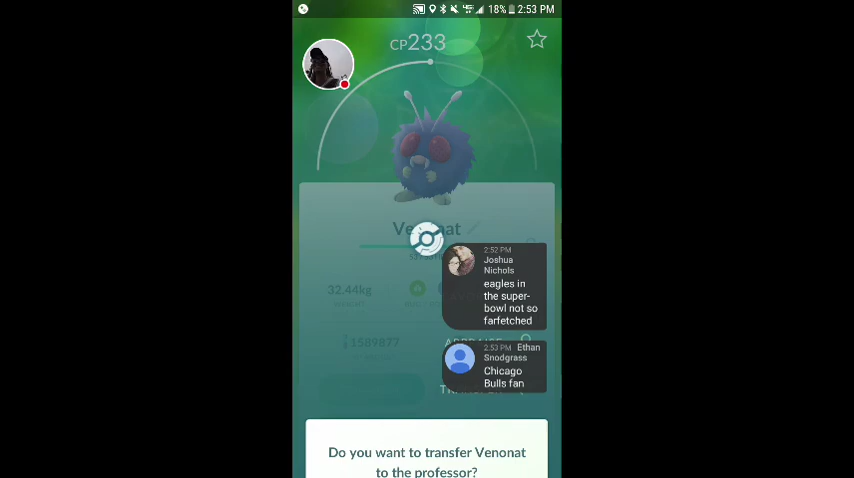 18% 2:53 PM
CP233
Venonat
32.44kg
1589877
2:52 PM
Joshua
Nichols
eagles in
the super-
bowl not so
farfetched
2:53 PM Ethan
Snodgrass
Chicago
Bulls fan
Do you want to transfer Venonat
to the professor?